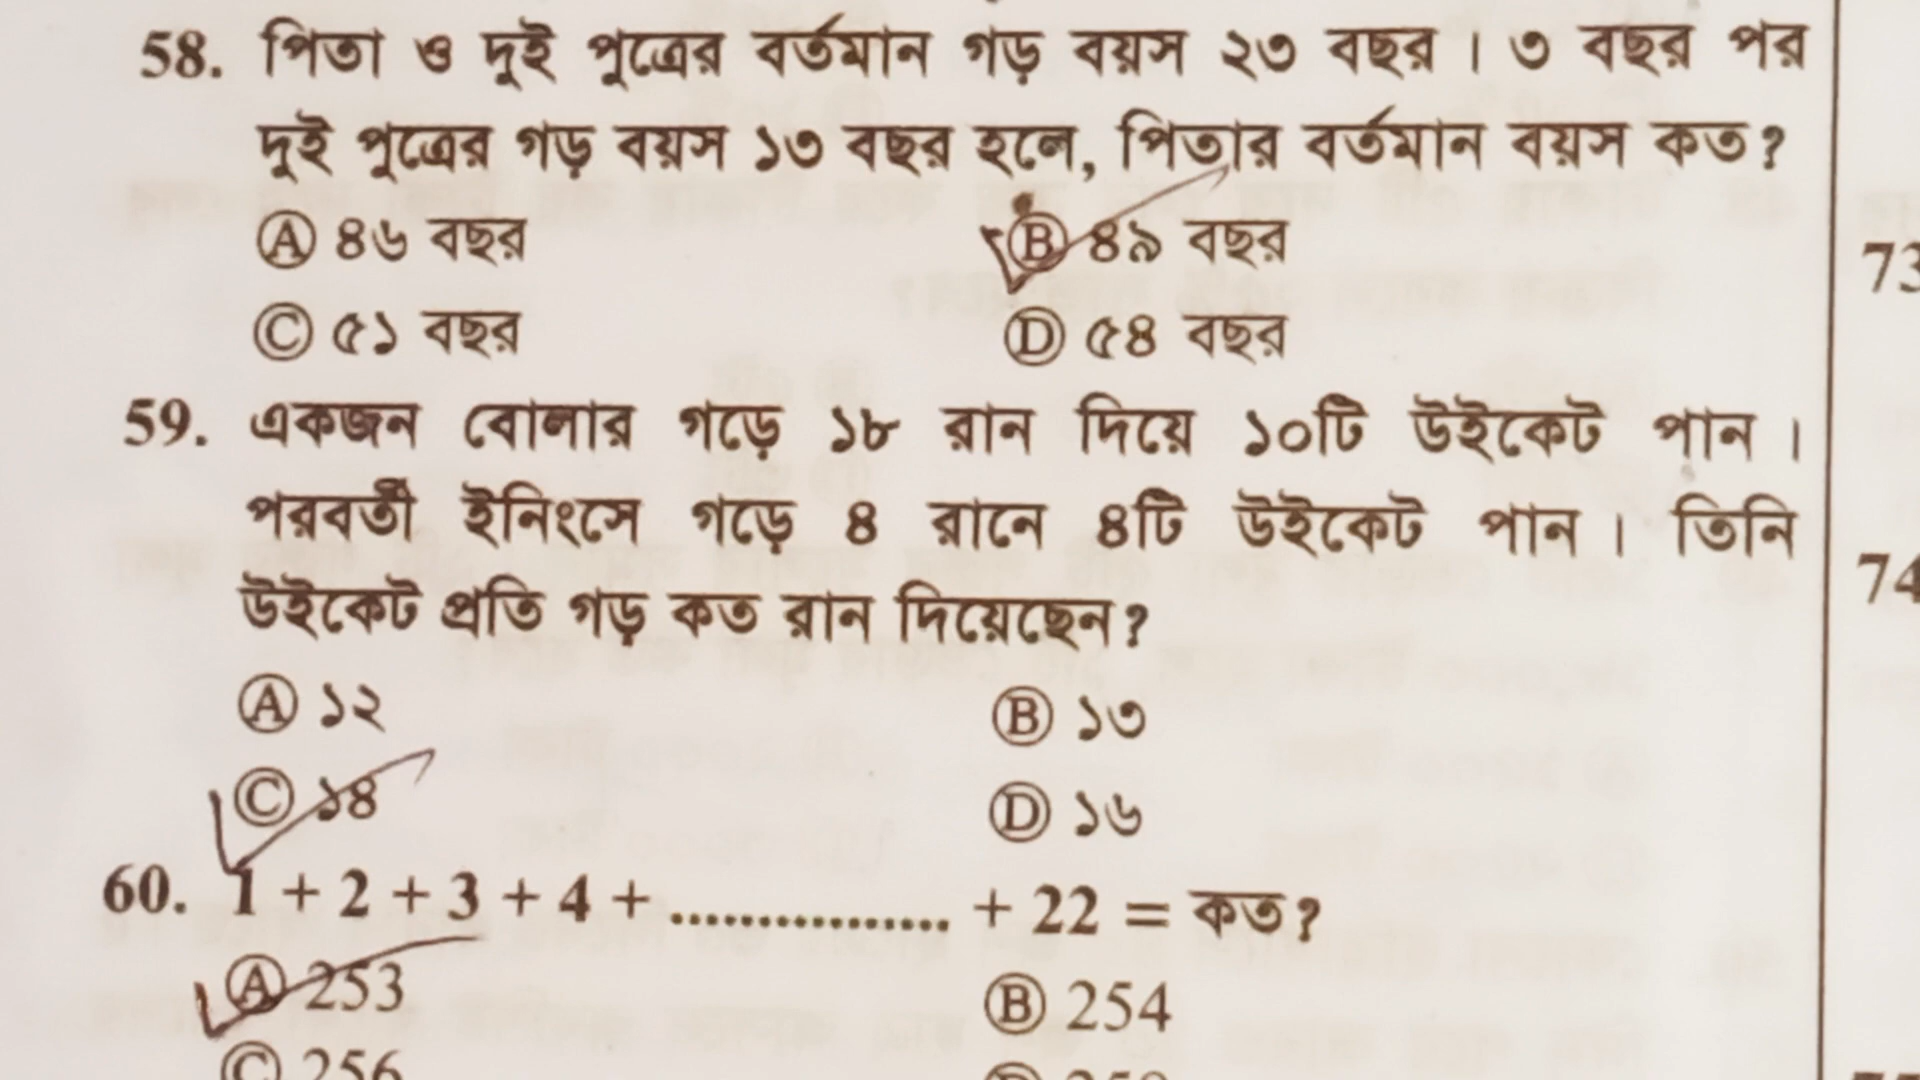 58. পিতা ও দুই পুত্রের বর্তমান গড় বয়স ২৩ বছর। ৩ বছর পর
দুই পুত্রের গড় বয়স ১৩ বছর হলে, পিতার বর্তমান বয়স কত?
Ⓐ ৪৬ বছর Ⓑ ৪৯ বছর
Ⓒ ৫১ বছর Ⓓ ৫৪ বছর
73
59. একজন বোলার গড়ে ১৮ রান দিয়ে ১০টি উইকেট পান।
পরবর্তী ইনিংসে গড়ে ৪ রানে ৪টি উইকেট পান। তিনি
উইকেট প্রতি গড় কত রান দিয়েছেন?
74
Ⓐ ১২ Ⓑ ১৩
Ⓒ ১৪ Ⓓ ১৬
60. 1 + 2 + 3 + 4 + ................ + 22 = কত?
Ⓐ 253 Ⓑ 254
Ⓒ 256